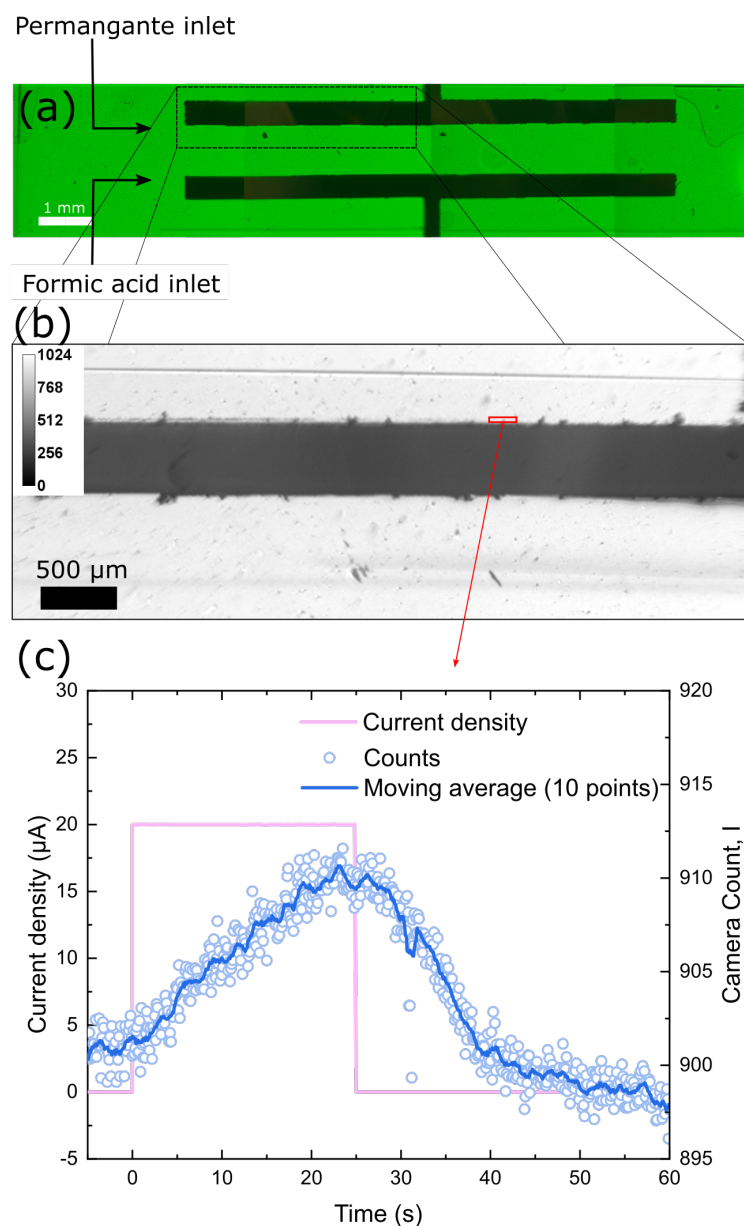 Permangante inlet
(a)
1 mm
Formic acid inlet
(b)
1024
768
512
256
0
500 µm
(c)
30
25
20
15
10
5
0
-5
Current density (µA)
Current density
Counts
Moving average (10 points)
920
915
910
905
900
895
Camera Count, I
0 10 20 30 40 50 60
Time (s)